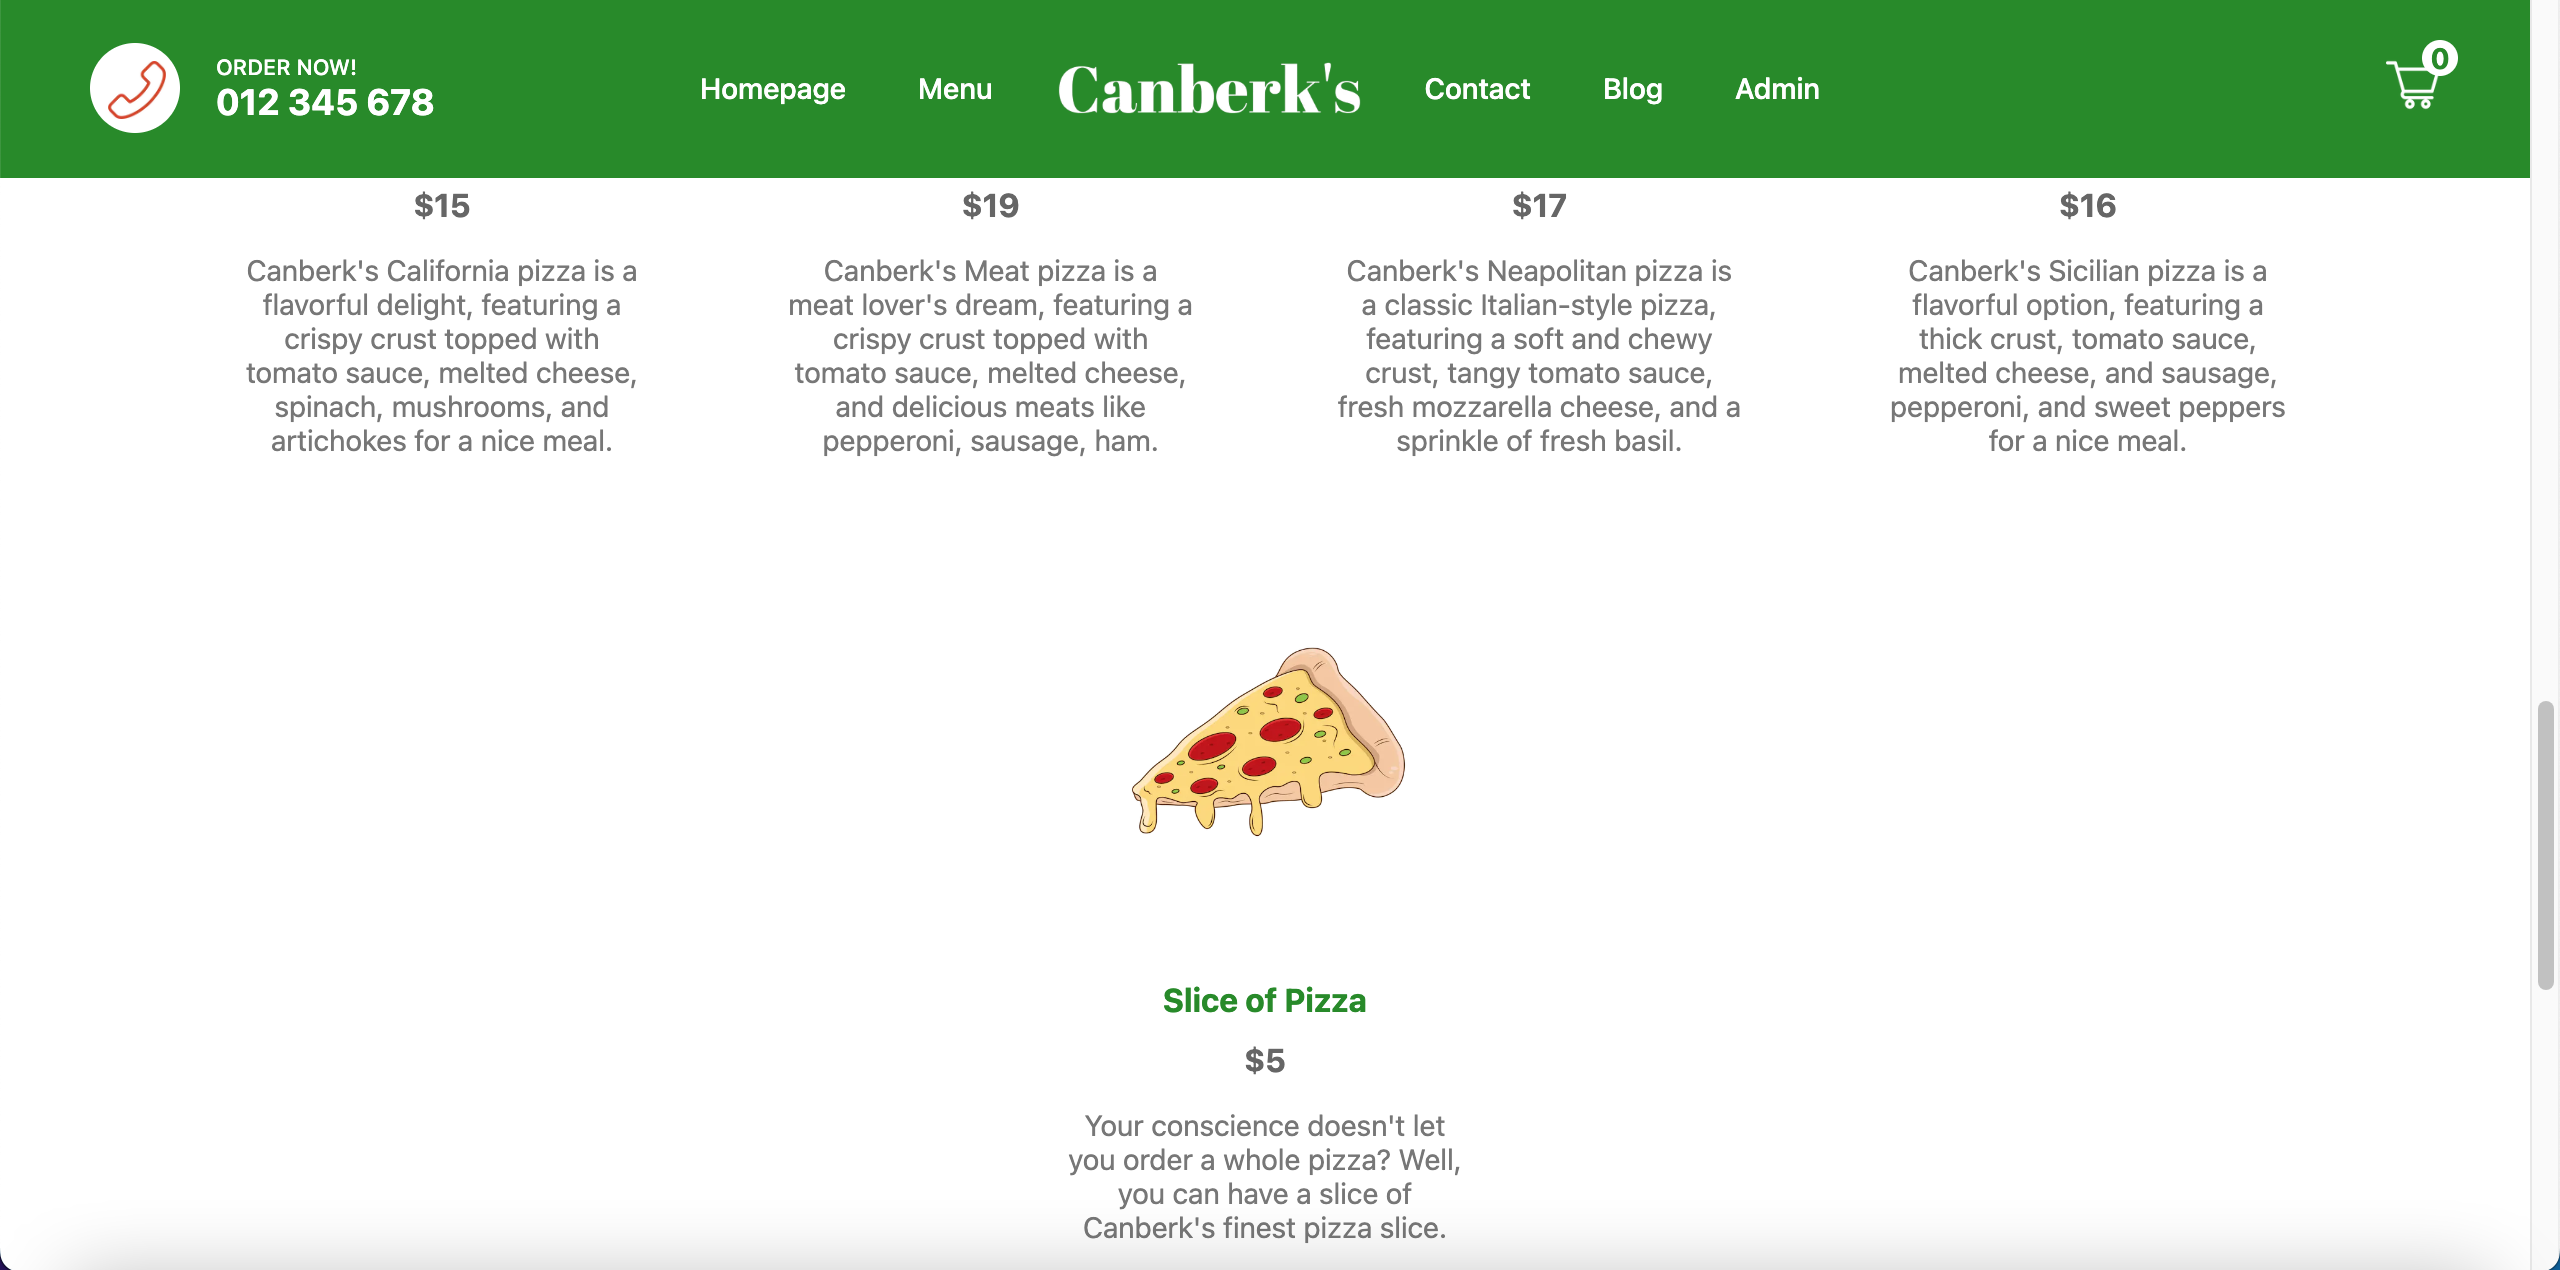 ORDER NOW!
012 345 678
Homepage
Menu
Canberk's
Contact
Blog
Admin
0
$15
Canberk's California pizza is a
flavorful delight, featuring a
crispy crust topped with
tomato sauce, melted cheese,
spinach, mushrooms, and
artichokes for a nice meal.
$19
Canberk's Meat pizza is a
meat lover's dream, featuring a
crispy crust topped with
tomato sauce, melted cheese,
and delicious meats like
pepperoni, sausage, ham.
$17
Canberk's Neapolitan pizza is
a classic Italian-style pizza,
featuring a soft and chewy
crust, tangy tomato sauce,
fresh mozzarella cheese, and a
sprinkle of fresh basil.
$16
Canberk's Sicilian pizza is a
flavorful option, featuring a
thick crust, tomato sauce,
melted cheese, and sausage,
pepperoni, and sweet peppers
for a nice meal.
Slice of Pizza
$5
Your conscience doesn't let
you order a whole pizza? Well,
you can have a slice of
Canberk's finest pizza slice.